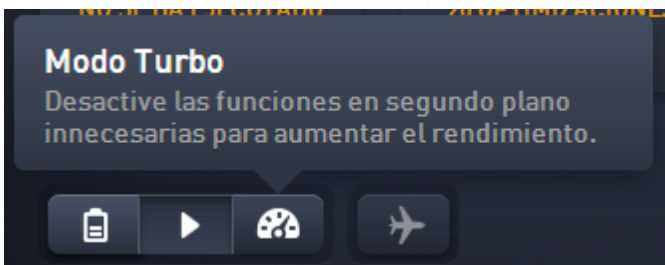 Modo Turbo
Desactive las funciones en segundo plano
innecesarias para aumentar el rendimiento.